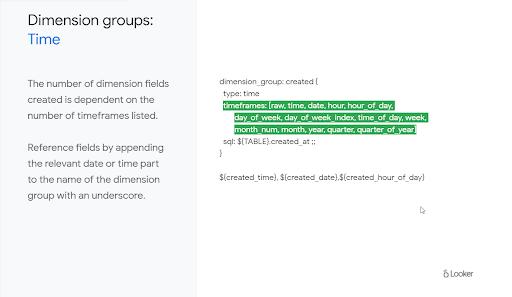 Dimension groups:
Time
The number of dimension fields
created is dependent on the
number of timeframes listed.
Reference fields by appending
the relevant date or time part
to the name of the dimension
group with an underscore.
dimension_group: created {
type: time
timeframes: [raw, time, date, hour, hour_of_day,
day_of_week, day_of_week_index, time_of_day, week,
month_num, month, year, quarter, quarter_of_year]
sql: ${TABLE}.created_at ;;
}
${created_time}, ${created_date},${created_hour_of_day}
Looker